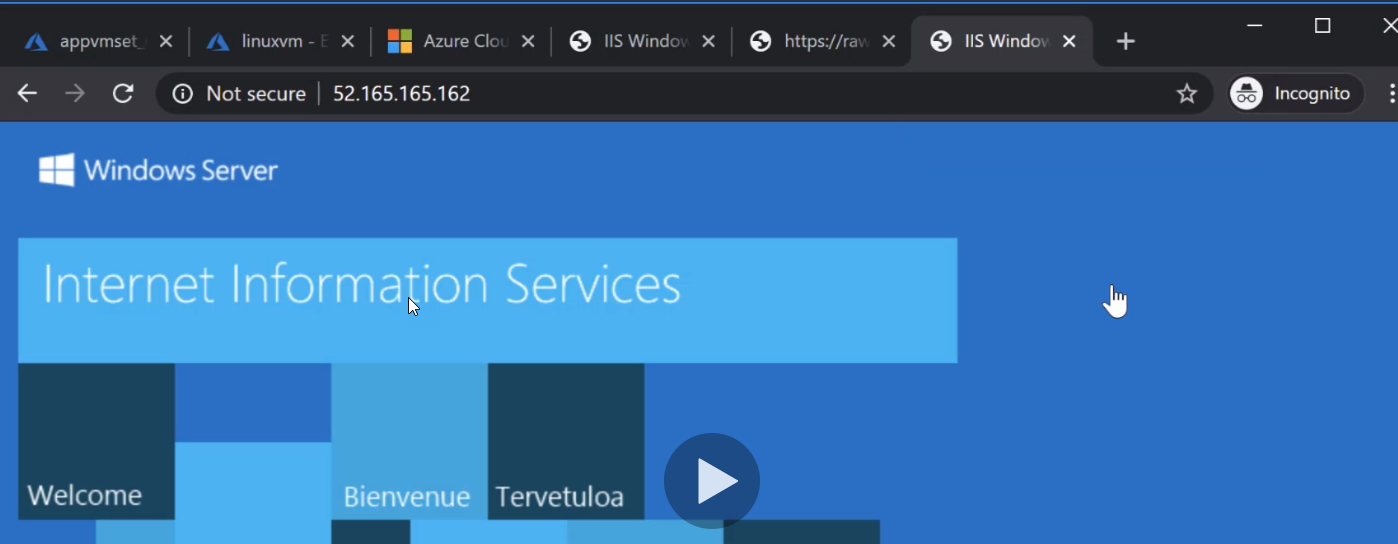 appvmset_
linuxvm - E
Azure Clou
IIS Window
https://raw
IIS Window
Not secure
52.165.165.162
Incognito
Windows Server
Internet Information Services
Welcome
Bienvenue
Tervetuloa